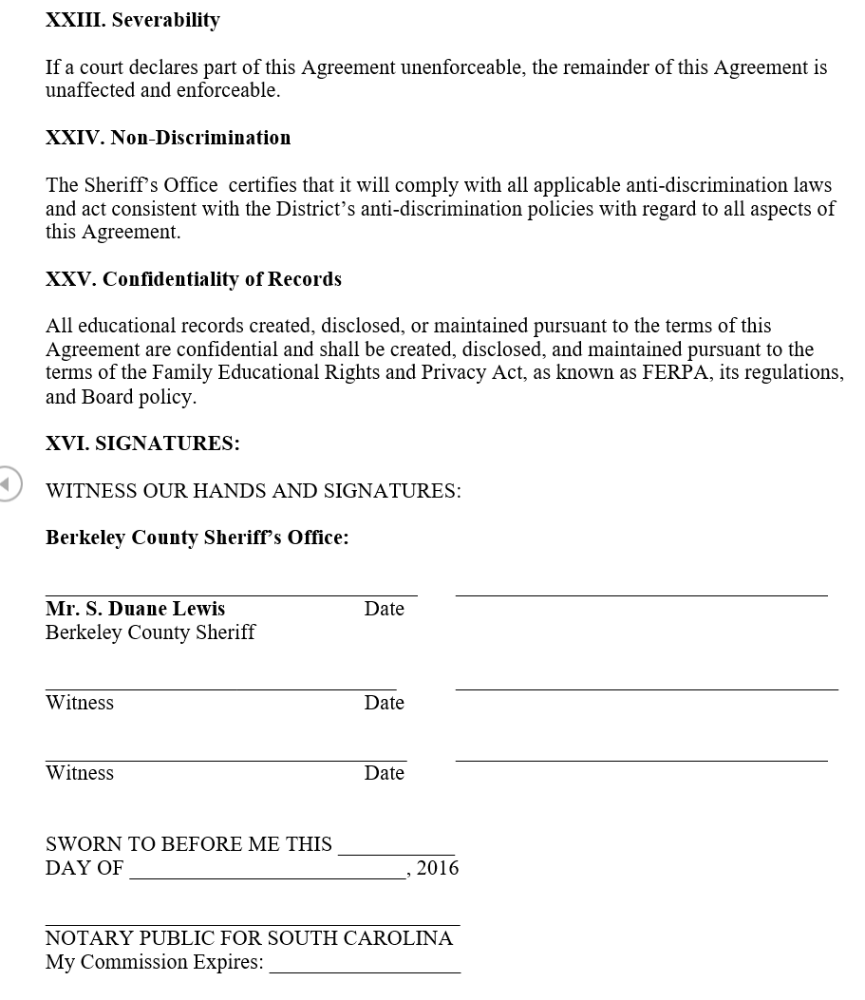 XXIII. Severability
If a court declares part of this Agreement unenforceable, the remainder of this Agreement is
unaffected and enforceable.
XXIV. Non-Discrimination
The Sheriff's Office  certifies that it will comply with all applicable anti-discrimination laws
and act consistent with the District's anti-discrimination policies with regard to all aspects of
this Agreement.
XXV. Confidentiality of Records
All educational records created, disclosed, or maintained pursuant to the terms of this
Agreement are confidential and shall be created, disclosed, and maintained pursuant to the
terms of the Family Educational Rights and Privacy Act, as known as FERPA, its regulations,
and Board policy.
XVI. SIGNATURES:
WITNESS OUR HANDS AND SIGNATURES:
Berkeley County Sheriff's Office:
Mr. S. Duane Lewis Date
Berkeley County Sheriff
Witness Date
Witness Date
SWORN TO BEFORE ME THIS ___________
DAY OF __________________________, 2016
NOTARY PUBLIC FOR SOUTH CAROLINA
My Commission Expires: __________________